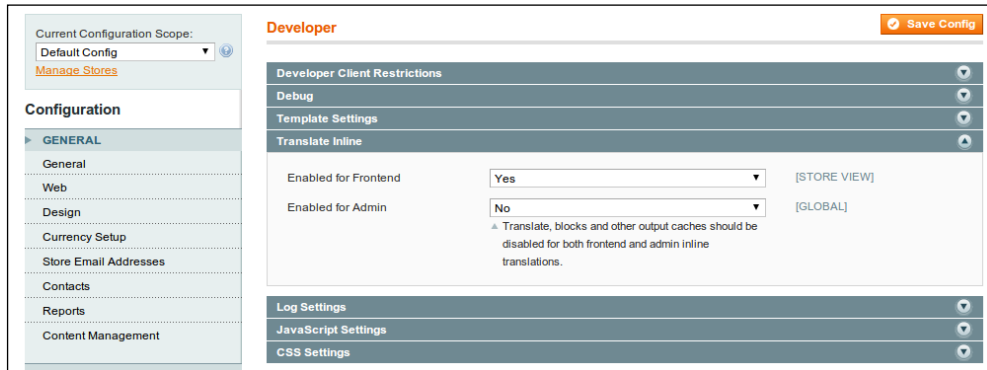 Current Configuration Scope:
Default Config
Manage Stores
Configuration
GENERAL
General
Web
Design
Currency Setup
Store Email Addresses
Contacts
Reports
Content Management
Developer
Save Config
Developer Client Restrictions
Debug
Template Settings
Translate Inline
Enabled for Frontend
Yes
[STORE VIEW]
Enabled for Admin
No
[GLOBAL]
Translate, blocks and other output caches should be
disabled for both frontend and admin inline
translations.
Log Settings
JavaScript Settings
CSS Settings